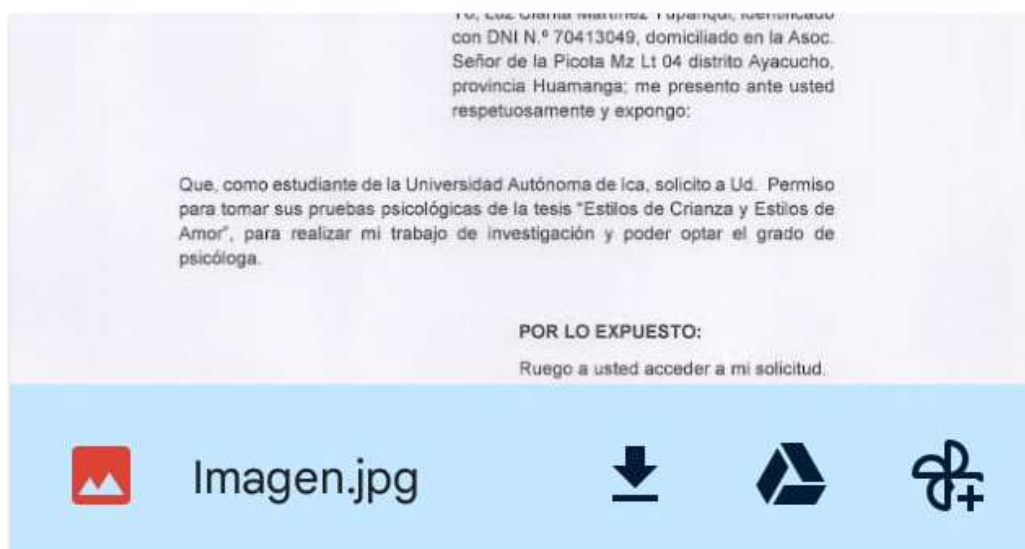 con DNI N.º 70413049, domiciliado en la Asoc.
Señor de la Picota Mz Lt 04 distrito Ayacucho,
provincia Huamanga; me presento ante usted
respetuosamente y expongo:
Que, como estudiante de la Universidad Autónoma de Ica, solicito a Ud. Permiso
para tomar sus pruebas psicológicas de la tesis "Estilos de Crianza y Estilos de
Amor", para realizar mi trabajo de investigación y poder optar el grado de
psicóloga.
POR LO EXPUESTO:
Ruego a usted acceder a mi solicitud.
Imagen.jpg